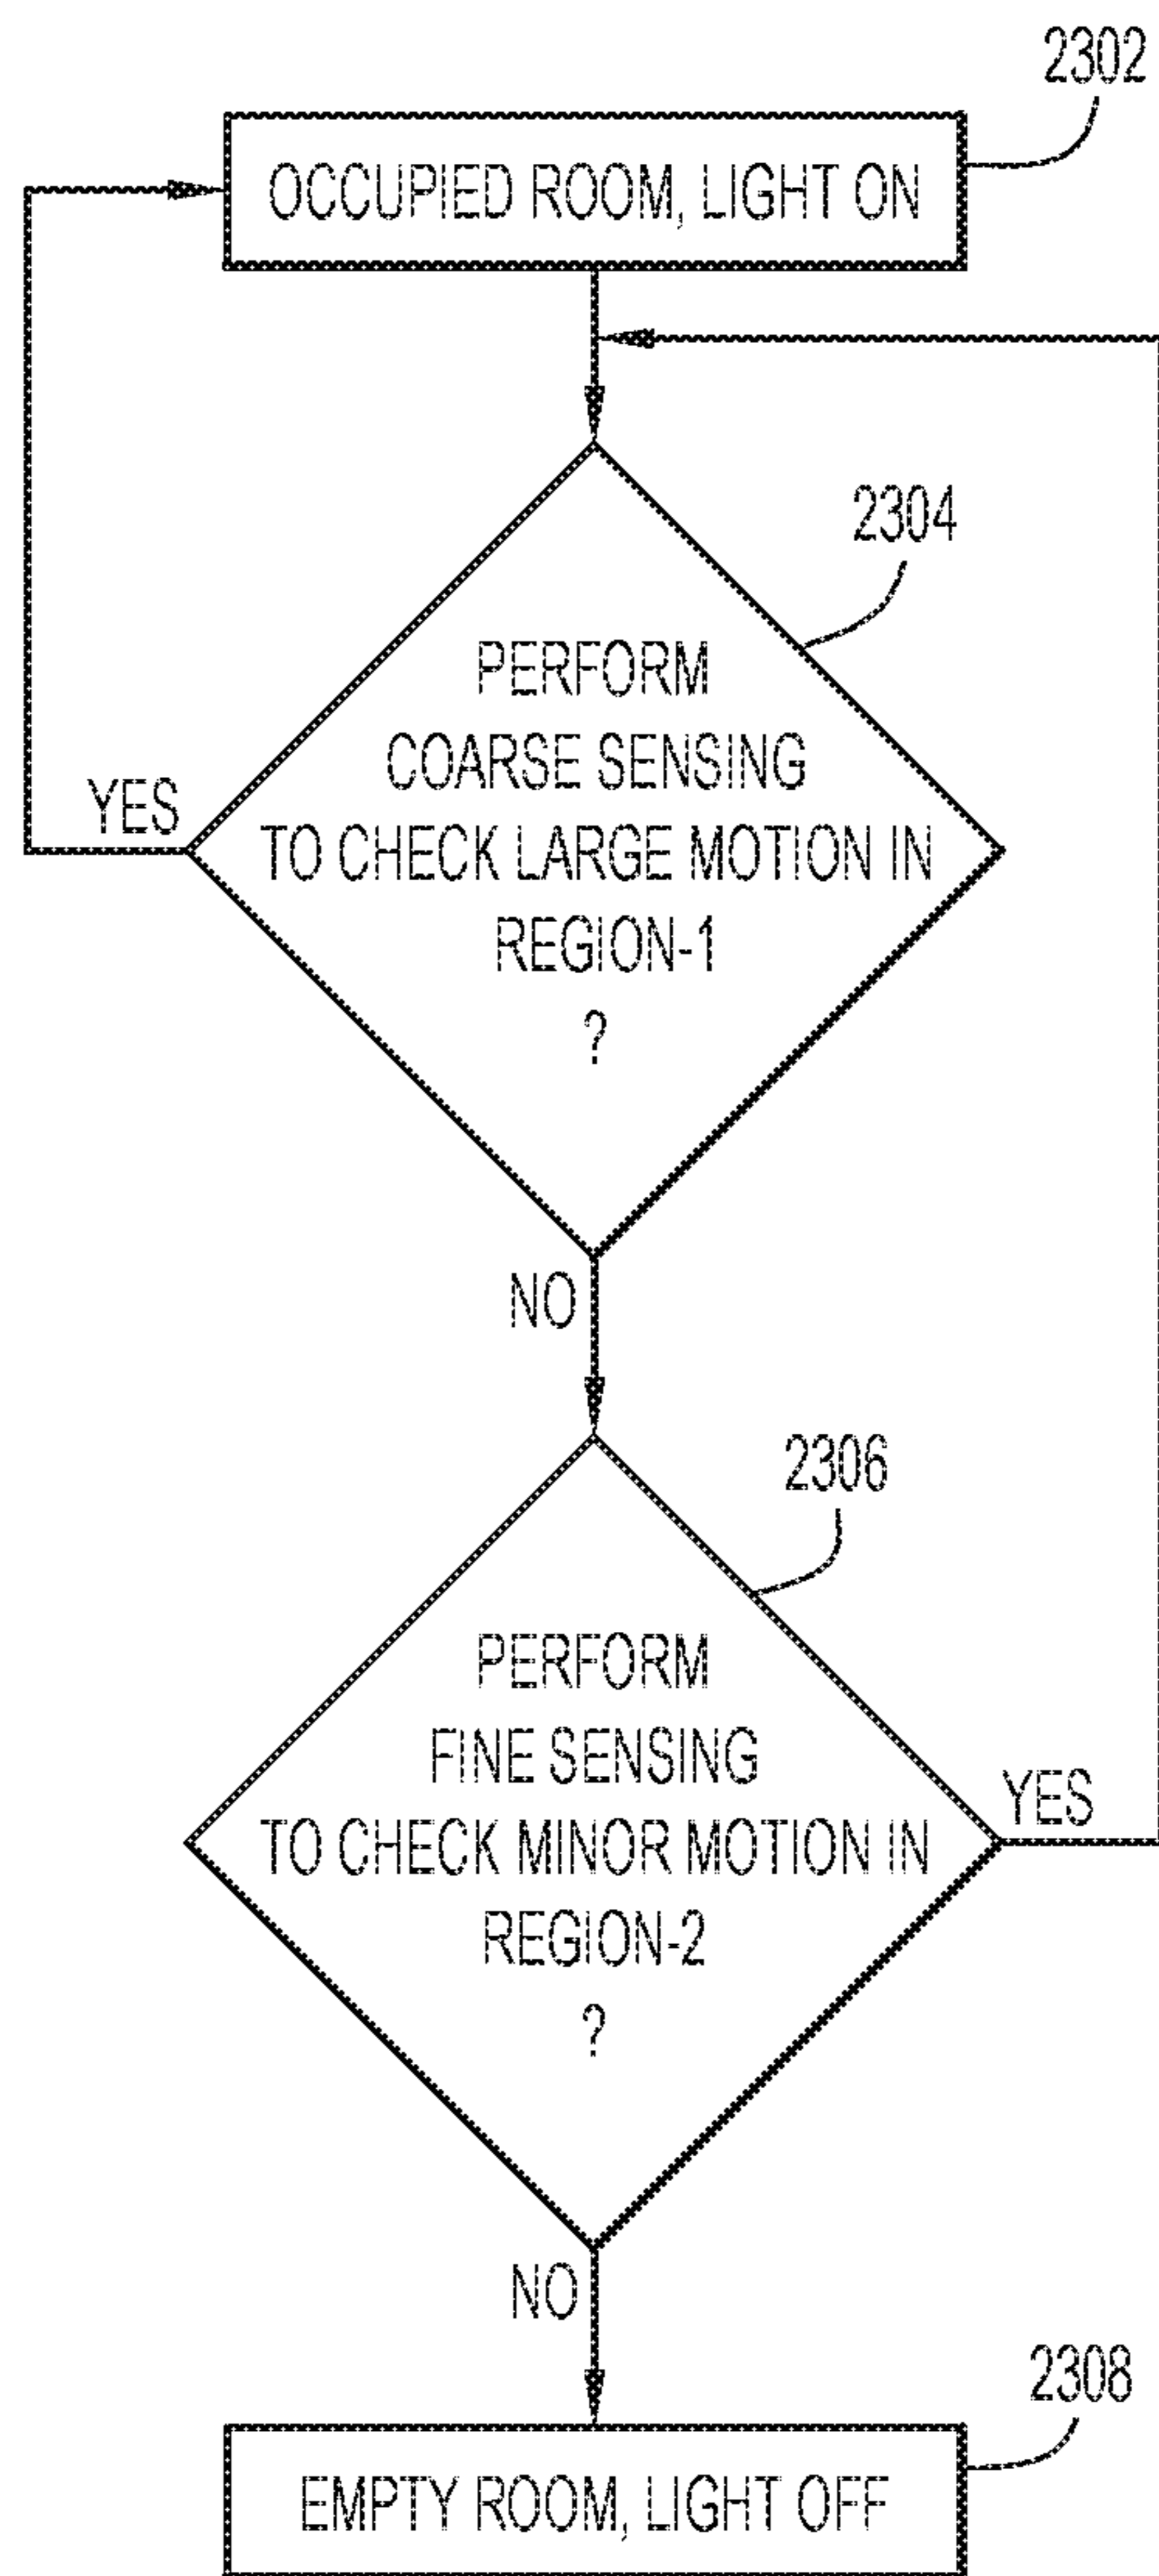 2302
OCCUPIED ROOM, LIGHT ON
2304
PERFORM
COARSE SENSING
TO CHECK LARGE MOTION IN
REGION-1
?
YES
NO
2306
PERFORM
FINE SENSING
TO CHECK MINOR MOTION IN
REGION-2
?
YES
NO
2308
EMPTY ROOM, LIGHT OFF